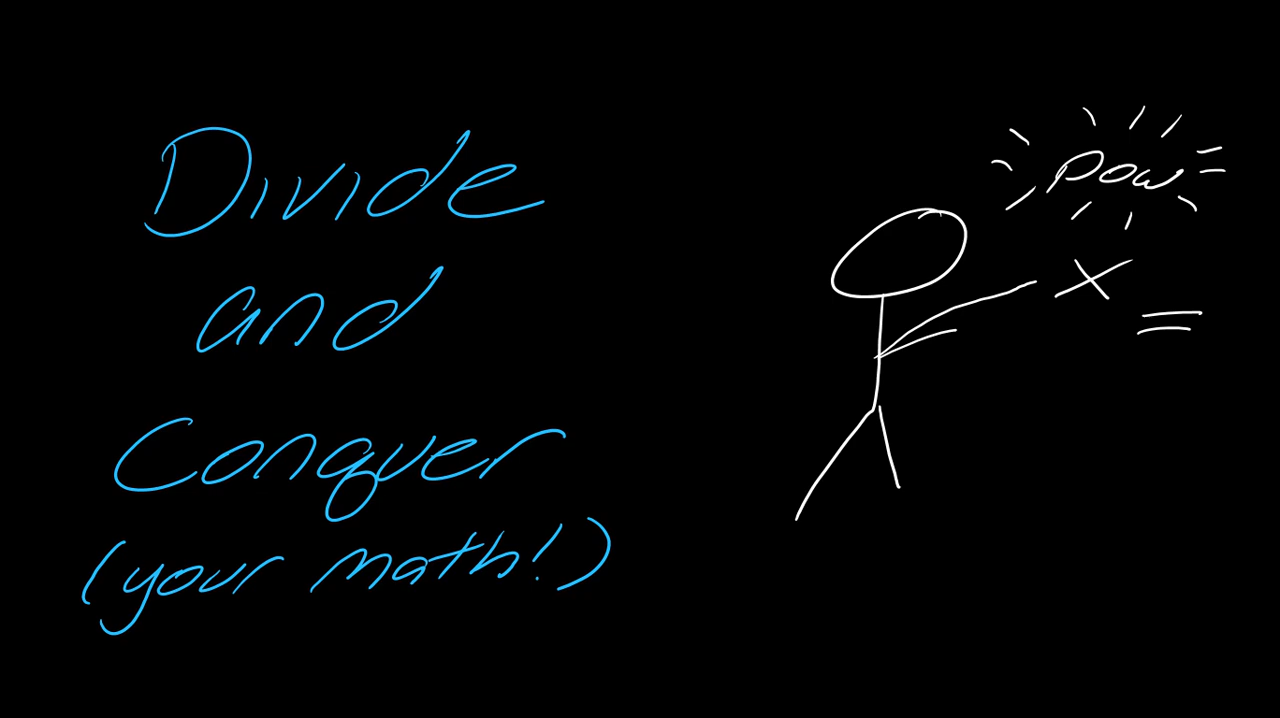 Divide
and
Conquer
(your math!)
pow
x
=